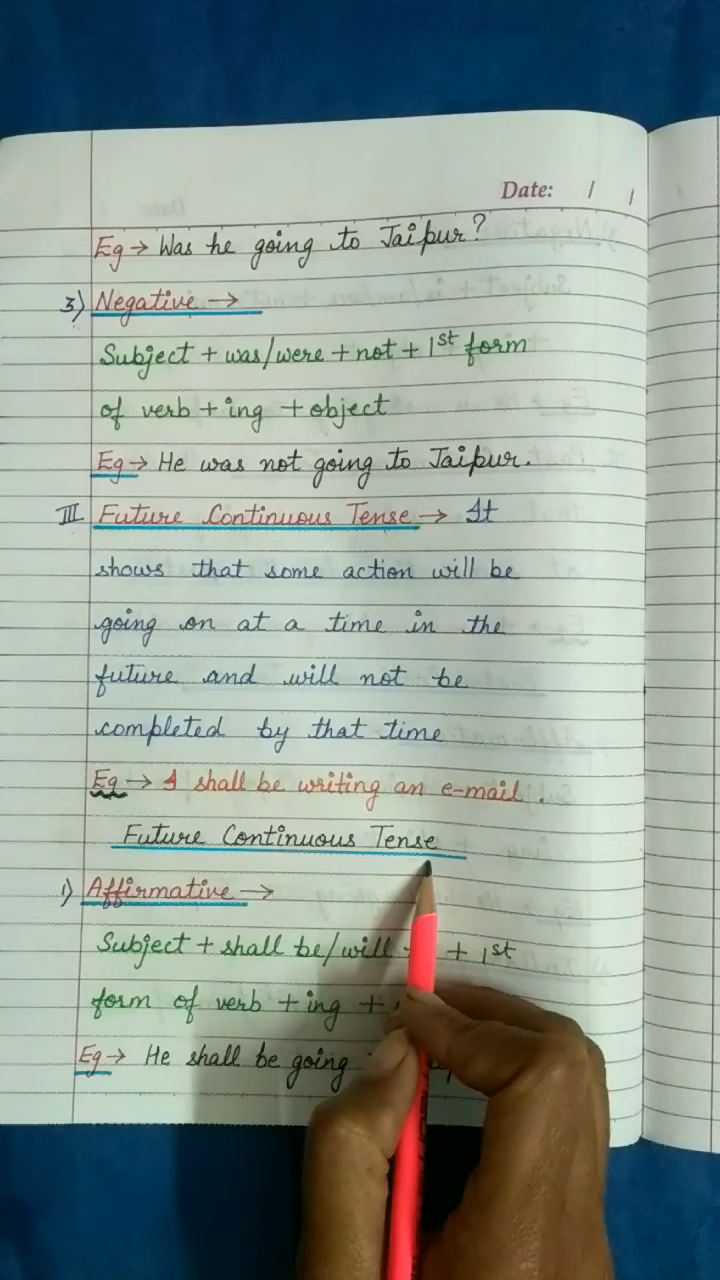 Date: / /
Eg → Was he going to Jaipur?
3) Negative →
Subject + was/were + not + 1st form
of verb + ing + object
Eg → He was not going to Jaipur.
III Future Continuous Tense → It
shows that some action will be
going on at a time in the
future and will not be
completed by that time
Eg → I shall be writing an e-mail.
Future Continuous Tense
1) Affirmative →
Subject + shall be/will + 1st
form of verb + ing +
Eg → He shall be going